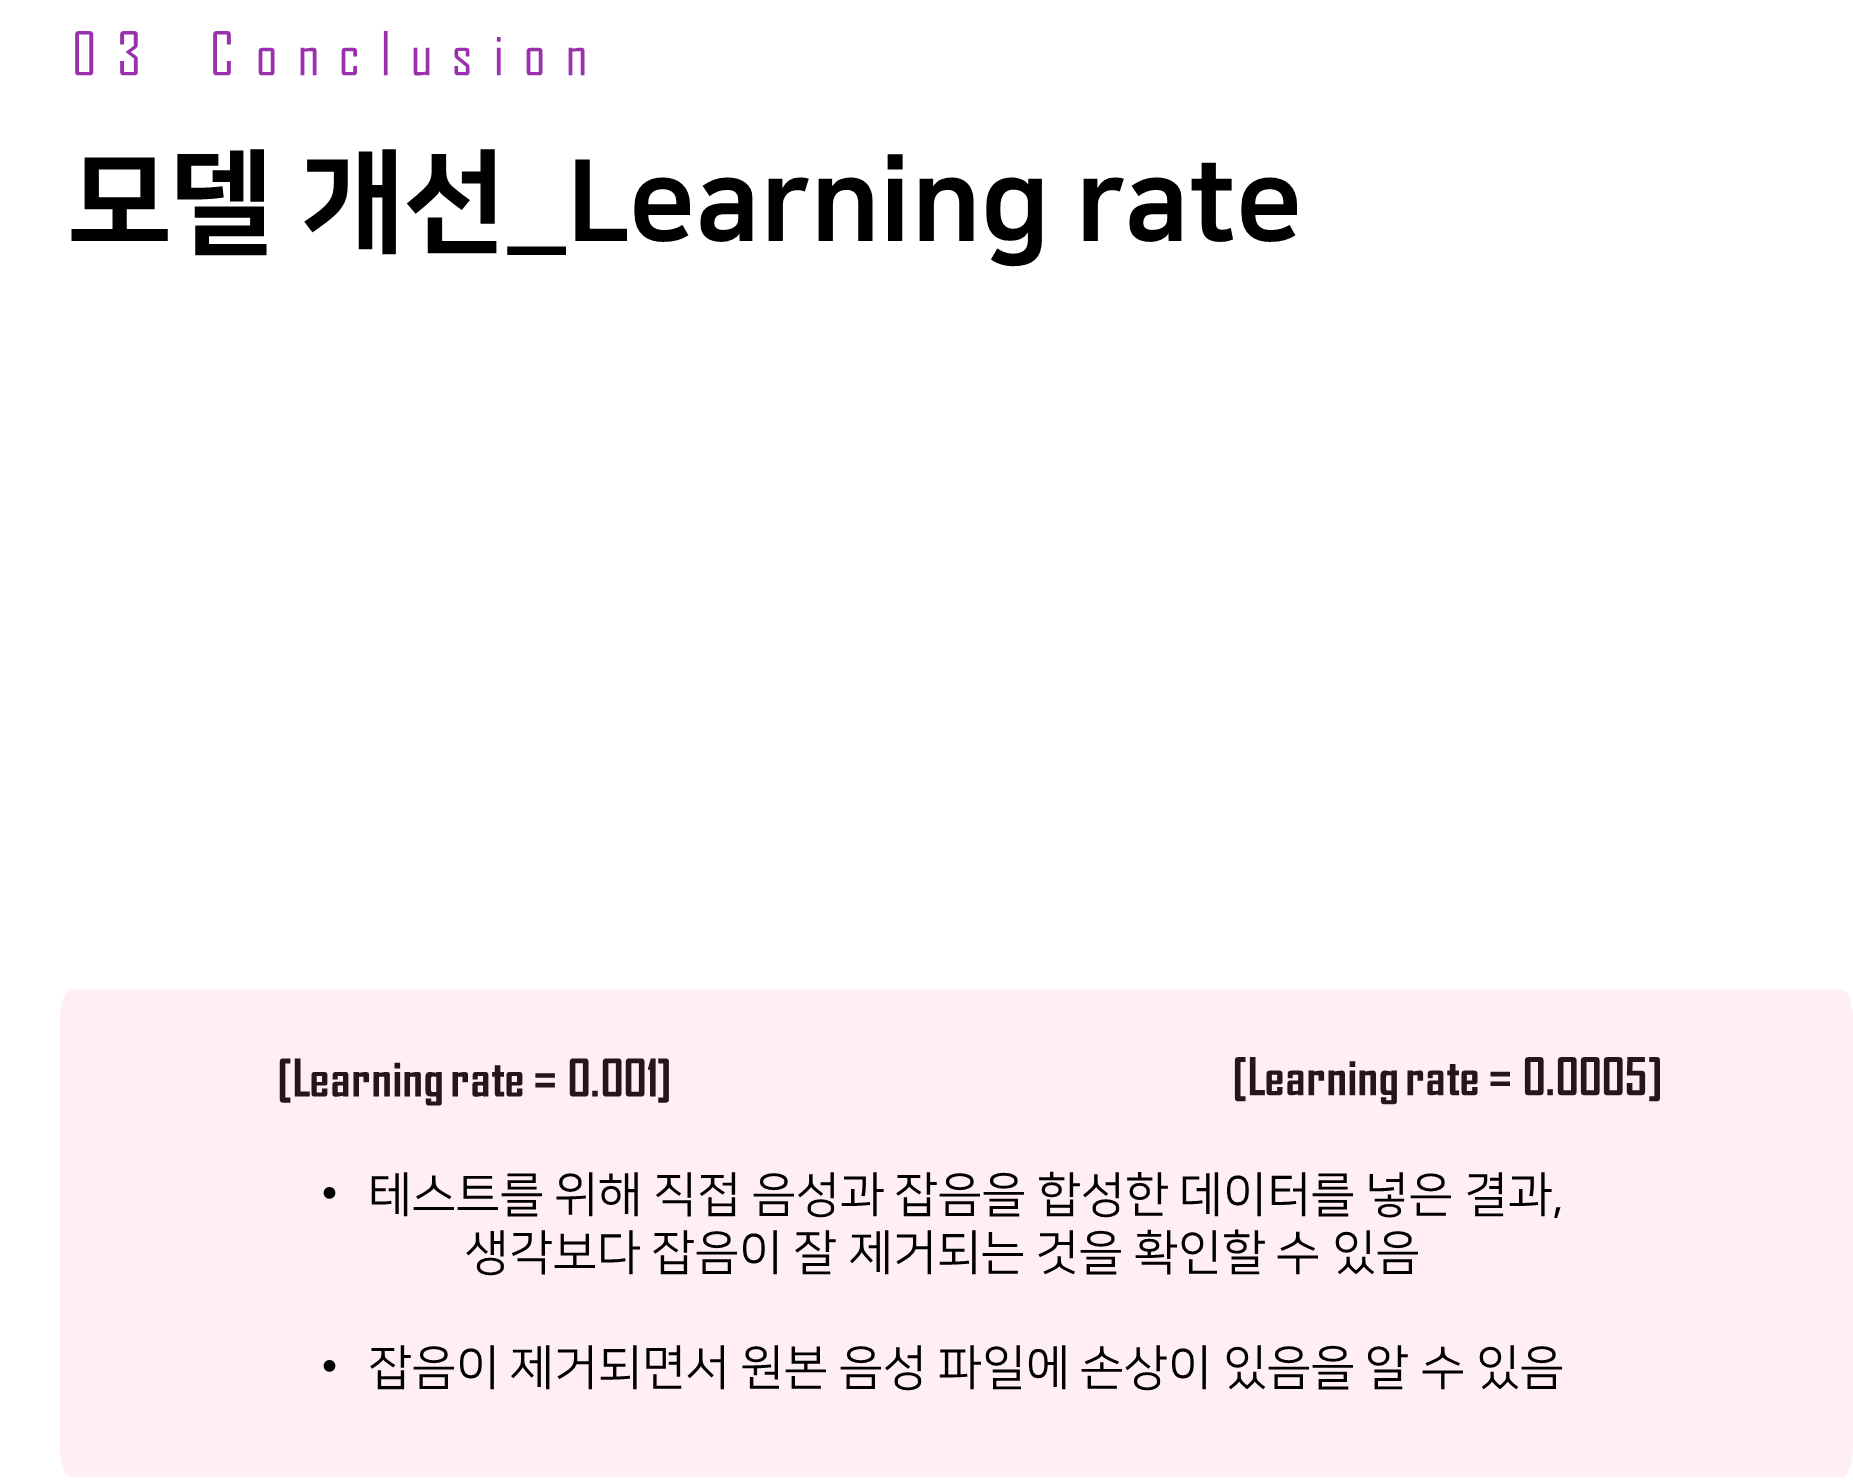 03 Conclusion
모델 개선_Learning rate
[Learning rate = 0.001]
[Learning rate = 0.0005]
• 테스트를 위해 직접 음성과 잡음을 합성한 데이터를 넣은 결과,
생각보다 잡음이 잘 제거되는 것을 확인할 수 있음
• 잡음이 제거되면서 원본 음성 파일에 손상이 있음을 알 수 있음